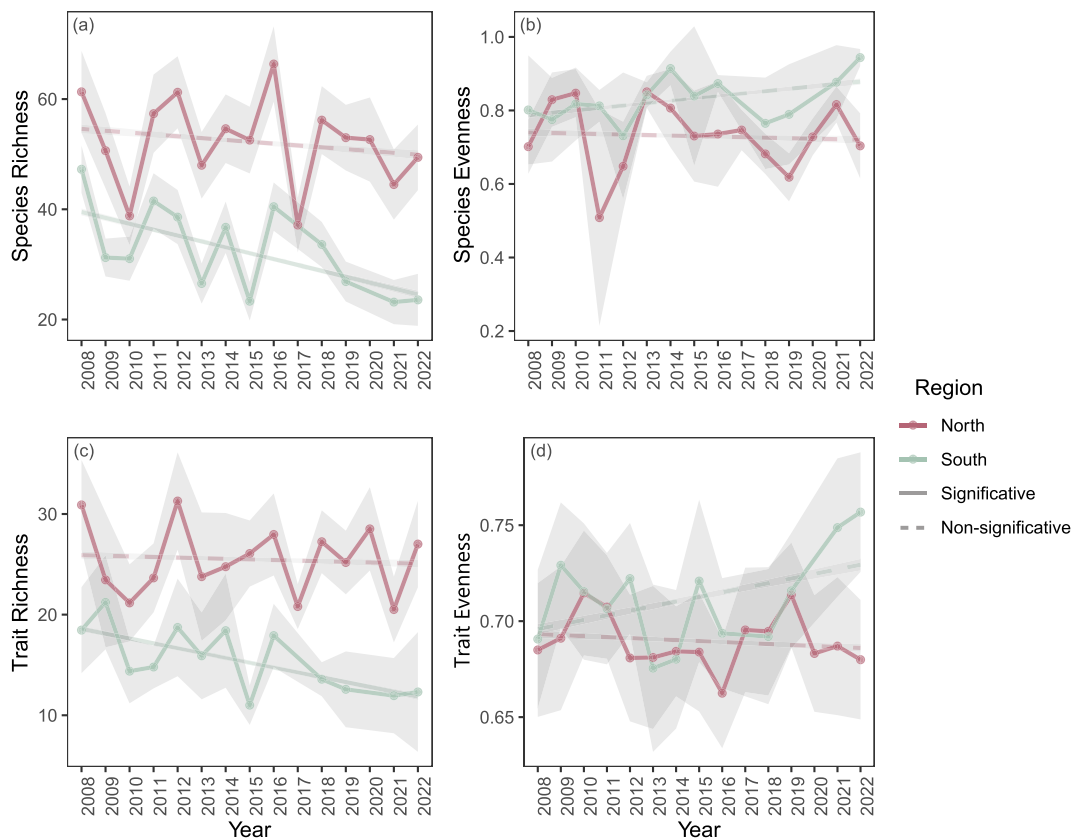 (a)
Species Richness
60
40
20
2008 2009 2010 2011 2012 2013 2014 2015 2016 2017 2018 2019 2020 2021 2022
(b)
Species Evenness
1.0
0.8
0.6
0.4
0.2
2008 2009 2010 2011 2012 2013 2014 2015 2016 2017 2018 2019 2020 2021 2022
(c)
Trait Richness
30
20
10
2008 2009 2010 2011 2012 2013 2014 2015 2016 2017 2018 2019 2020 2021 2022
Year
(d)
Trait Evenness
0.75
0.70
0.65
2008 2009 2010 2011 2012 2013 2014 2015 2016 2017 2018 2019 2020 2021 2022
Year
Region
North
South
Significative
Non-significative